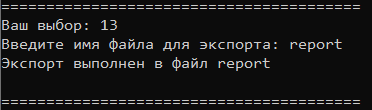 ========================================
Ваш выбор: 13
Введите имя файла для экспорта: report
Экспорт выполнен в файл report
========================================